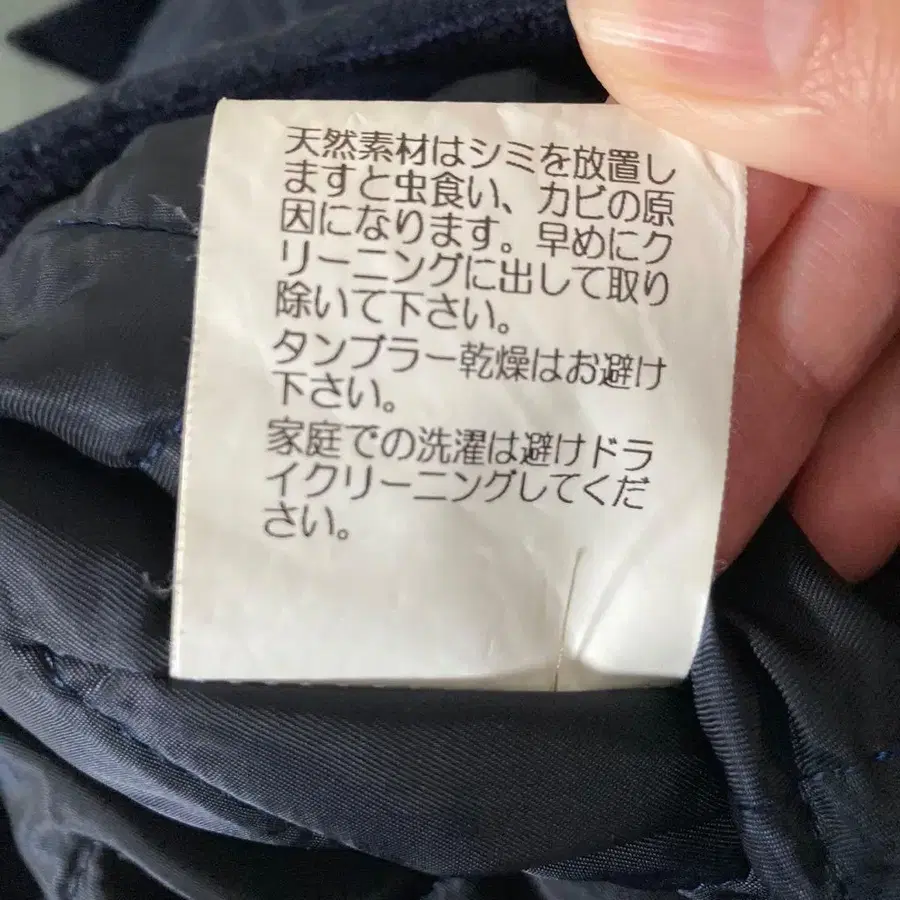 天然素材はシミを放置し
ますと虫食い、カビの原
因になります。早めにク
リーニングに出して取り
除いて下さい。
タンブラー乾燥はお避け
下さい。
家庭での洗濯は避けドラ
イクリーニングしてくだ
さい。